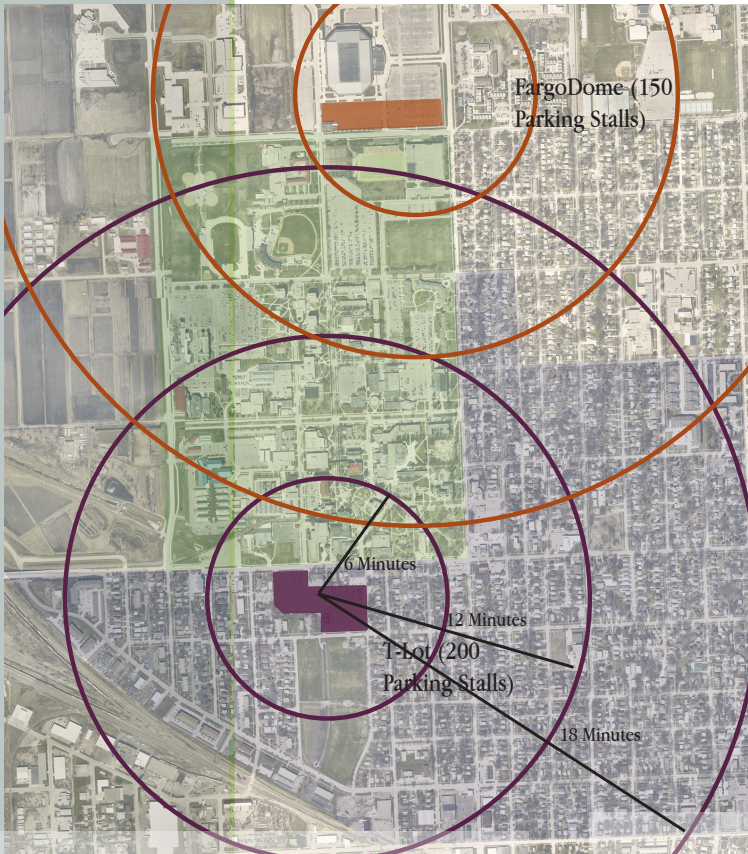 FargoDome (150
Parking Stalls)
6 Minutes
12 Minutes
T-Lot (200
Parking Stalls)
18 Minutes